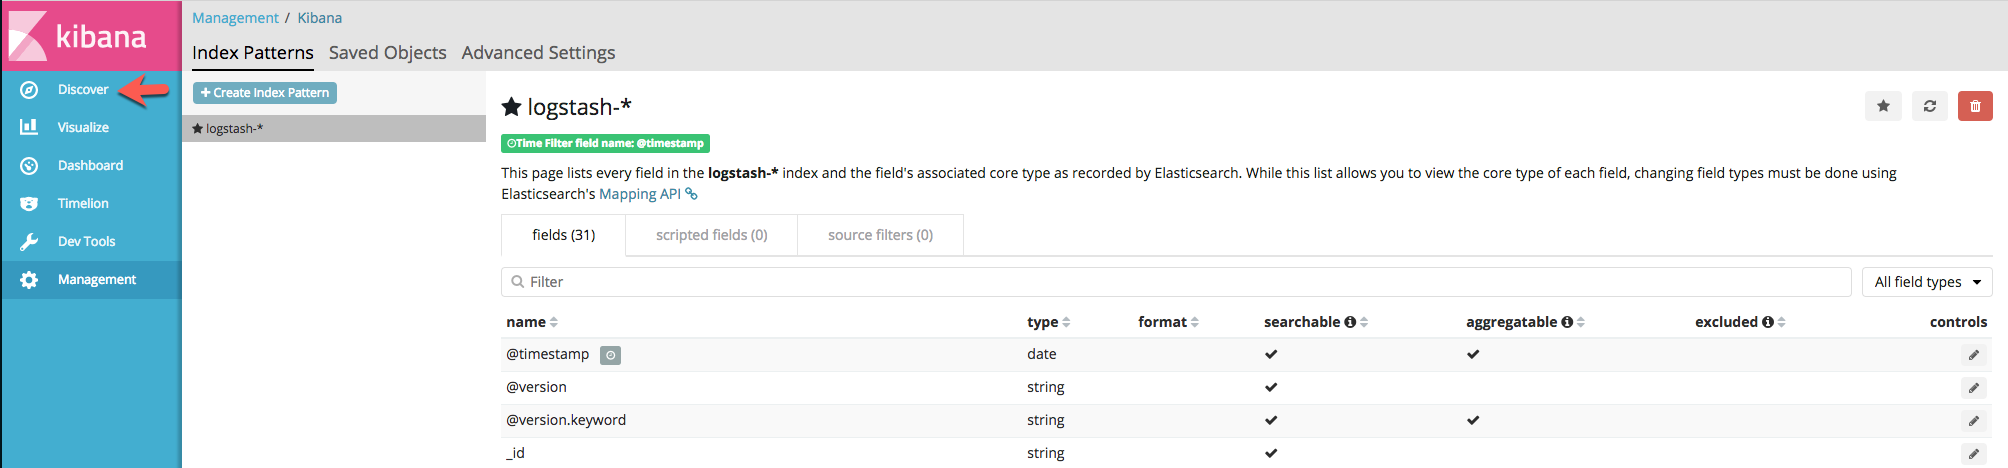 kibana
Discover
Visualize
Dashboard
Timelion
Dev Tools
Management
Management / Kibana
Index Patterns Saved Objects Advanced Settings
Create Index Pattern
logstash-*
logstash-*
Time Filter field name: @timestamp
This page lists every field in the logstash-* index and the field's associated core type as recorded by Elasticsearch. While this list allows you to view the core type of each field, changing field types must be done using
Elasticsearch's Mapping API
fields (31) scripted fields (0) source filters (0)
Filter All field types
name type format searchable aggregatable excluded controls
@timestamp date
@version string
@version.keyword string
_id string